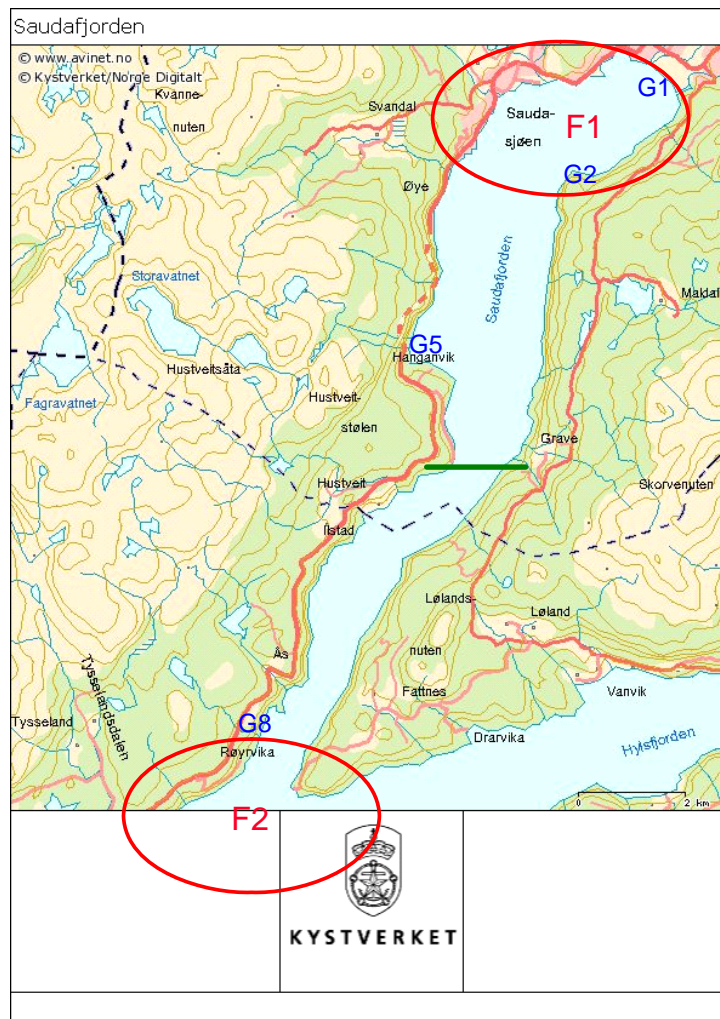 Saudafjorden
© www.avinet.no
© Kystverket/Norge Digitalt
Kvanne-
nuten
Svandal
Sauda-
sjøen
F1
G1
G2
Øye
Storavatnet
Saudafjorden
Maldal
G5
Hanganvik
Hustveitsåta
Fagravatnet
Hustveit-
stølen
Grave
Hustveit
Skorvenuten
Ilstad
Lølands-
nuten
Løland
Ås
Fattnes
Vanvik
Tysselandsdalen
Tysseland
G8
Røyrvika
Drarvika
Hylsfjorden
0 2 km
F2
KYSTVERKET